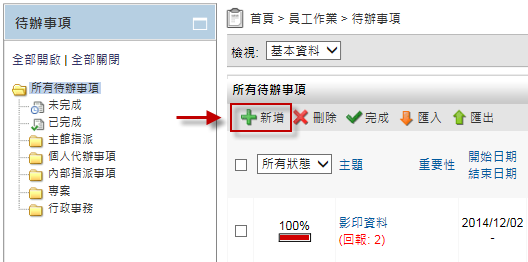 待辦事項
全部開啟 | 全部關閉
所有待辦事項
未完成
已完成
主館指派
個人代辦事項
內部指派事項
專案
行政事務
首頁 > 員工作業 > 待辦事項
檢視: 基本資料
所有待辦事項
新增 刪除 完成 匯入 匯出
所有狀態 主題 重要性 開始日期
結束日期
100% 影印資料 2014/12/02
(回報: 2) -